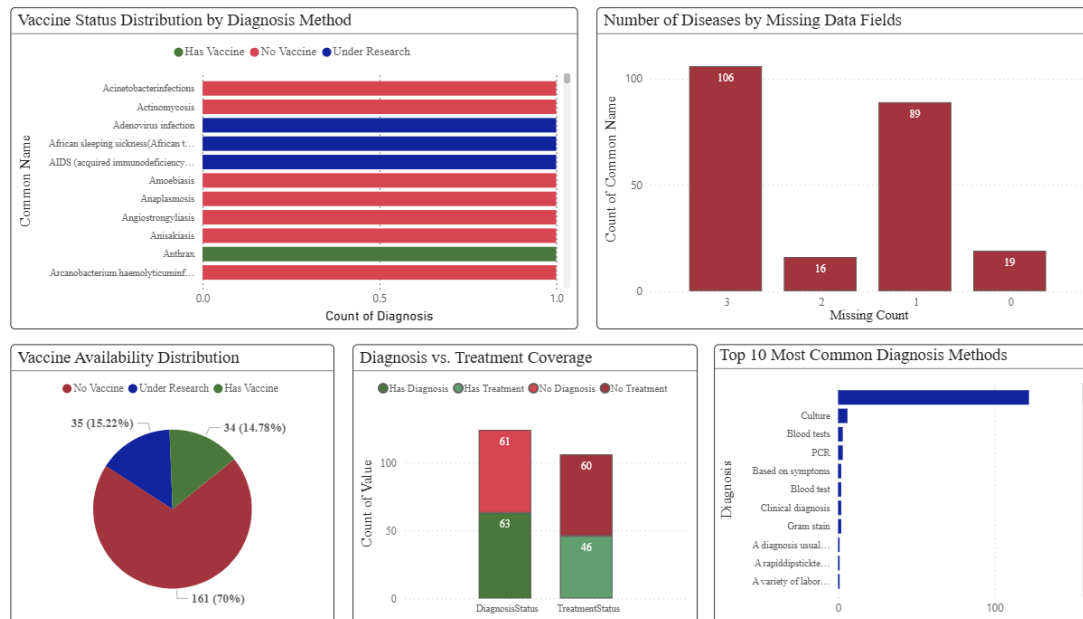 Vaccine Status Distribution by Diagnosis Method
Has Vaccine No Vaccine Under Research
Common Name
Acinetobacterinfections
Actinomycosis
Adenovirus infection
African sleeping sickness(African t...
AIDS (acquired immunodeficiency...
Amoebiasis
Anaplasmosis
Angiostrongyliasis
Anisakiasis
Anthrax
Arcanobacterium haemolyticuminf...
0.0 0.5 1.0
Count of Diagnosis
Number of Diseases by Missing Data Fields
Count of Common Name
100
50
0
106
16
89
19
3 2 1 0
Missing Count
Vaccine Availability Distribution
No Vaccine Under Research Has Vaccine
35 (15.22%)
34 (14.78%)
161 (70%)
Diagnosis vs. Treatment Coverage
Has Diagnosis Has Treatment No Diagnosis No Treatment
Count of Value
100
50
0
61
63
60
46
DiagnosisStatus TreatmentStatus
Top 10 Most Common Diagnosis Methods
Diagnosis
Culture
Blood tests
PCR
Based on symptoms
Blood test
Clinical diagnosis
Gram stain
A diagnosis usual...
A rapiddipstickte...
A variety of labor...
0 100